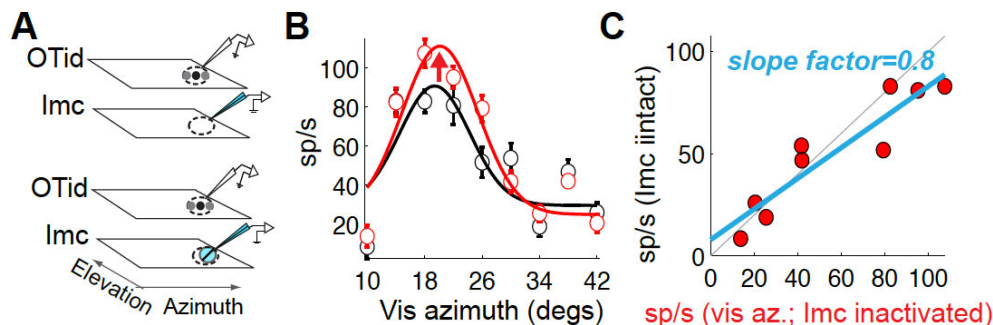 A
OTid
Imc
OTid
Imc
Elevation
Azimuth
B
sp/s
100
80
60
40
20
10
18
26
34
42
Vis azimuth (degs)
C
slope factor=0.8
sp/s (Imc iintact)
100
50
0
0
20
40
60
80
100
sp/s (vis az.; Imc inactivated)